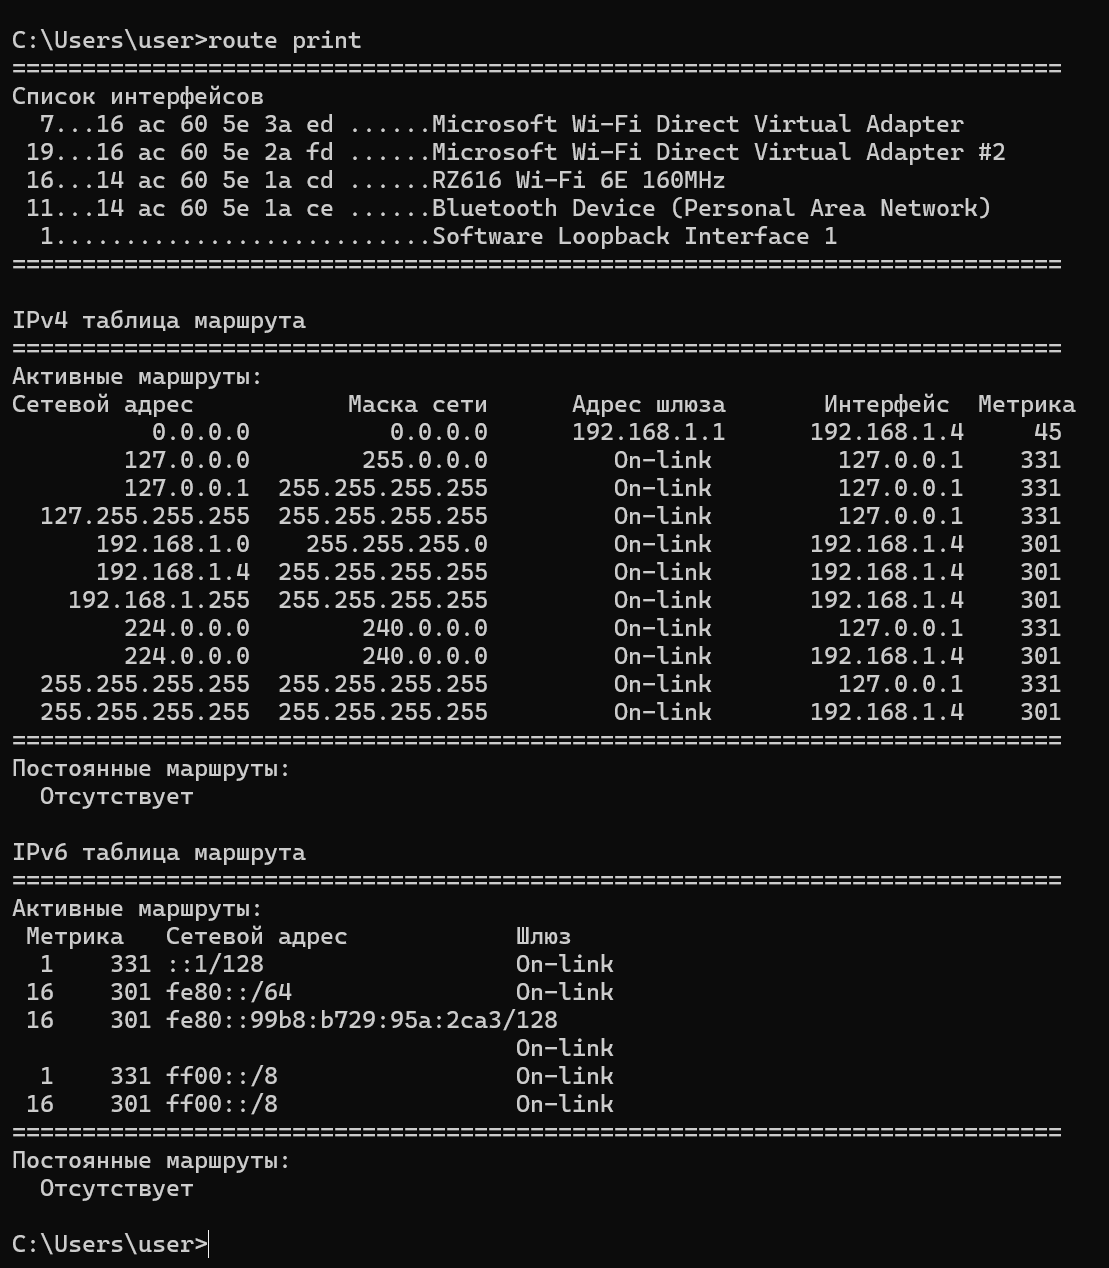 C:\Users\user>route print
===========================================================================
Список интерфейсов
  7...16 ac 60 5e 3a ed ......Microsoft Wi-Fi Direct Virtual Adapter
 19...16 ac 60 5e 2a fd ......Microsoft Wi-Fi Direct Virtual Adapter #2
 16...14 ac 60 5e 1a cd ......RZ616 Wi-Fi 6E 160MHz
 11...14 ac 60 5e 1a ce ......Bluetooth Device (Personal Area Network)
  1...........................Software Loopback Interface 1
===========================================================================

IPv4 таблица маршрута
===========================================================================
Активные маршруты:
Сетевой адрес           Маска сети      Адрес шлюза       Интерфейс  Метрика
          0.0.0.0          0.0.0.0      192.168.1.1      192.168.1.4     45
        127.0.0.0        255.0.0.0         On-link         127.0.0.1    331
        127.0.0.1  255.255.255.255         On-link         127.0.0.1    331
  127.255.255.255  255.255.255.255         On-link         127.0.0.1    331
      192.168.1.0    255.255.255.0         On-link       192.168.1.4    301
      192.168.1.4  255.255.255.255         On-link       192.168.1.4    301
    192.168.1.255  255.255.255.255         On-link       192.168.1.4    301
        224.0.0.0        240.0.0.0         On-link         127.0.0.1    331
        224.0.0.0        240.0.0.0         On-link       192.168.1.4    301
  255.255.255.255  255.255.255.255         On-link         127.0.0.1    331
  255.255.255.255  255.255.255.255         On-link       192.168.1.4    301
===========================================================================
Постоянные маршруты:
  Отсутствует

IPv6 таблица маршрута
===========================================================================
Активные маршруты:
 Метрика   Сетевой адрес            Шлюз
  1    331 ::1/128                  On-link
 16    301 fe80::/64                On-link
 16    301 fe80::99b8:b729:95a:2ca3/128
                                    On-link
  1    331 ff00::/8                 On-link
 16    301 ff00::/8                 On-link
===========================================================================
Постоянные маршруты:
  Отсутствует

C:\Users\user>